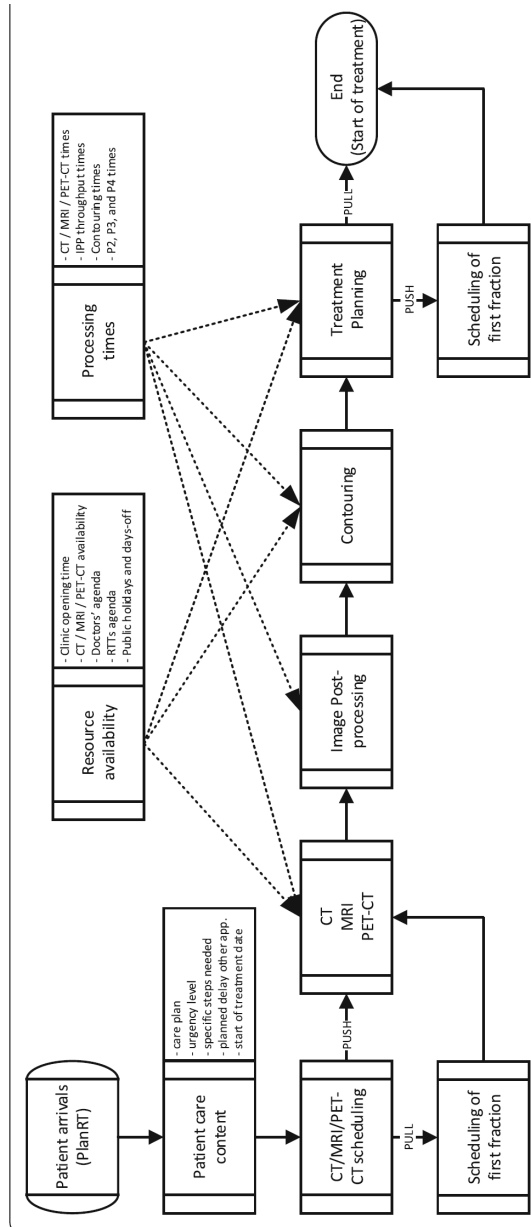 Patient arrivals
(PlanRT)
Patient care
content
- care plan
- urgency level
- specific steps needed
- planned delay other app.
- start of treatment date
Resource
availability
- Clinic opening time
- CT / MRI / PET-CT availability
- Doctors' agenda
- RTTs agenda
- Public holidays and days-off
Processing
times
- CT / MRI / PET-CT times
- IPP throughput times
- Contouring times
- P2, P3, and P4 times
CT/MRI/PET-
CT scheduling
PUSH
CT
MRI
PET-CT
Image Post-
processing
Contouring
Treatment
Planning
PULL
End
(Start of treatment)
PULL
Scheduling of
first fraction
PUSH
Scheduling of
first fraction